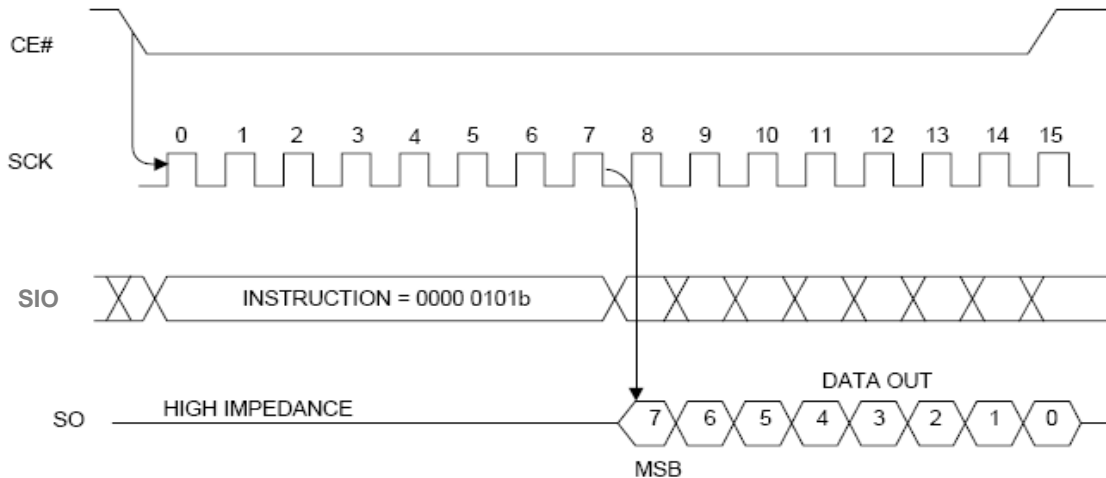 CE#
0 1 2 3 4 5 6 7 8 9 10 11 12 13 14 15
SCK
SIO INSTRUCTION = 0000 0101b
DATA OUT
SO HIGH IMPEDANCE 7 6 5 4 3 2 1 0
MSB